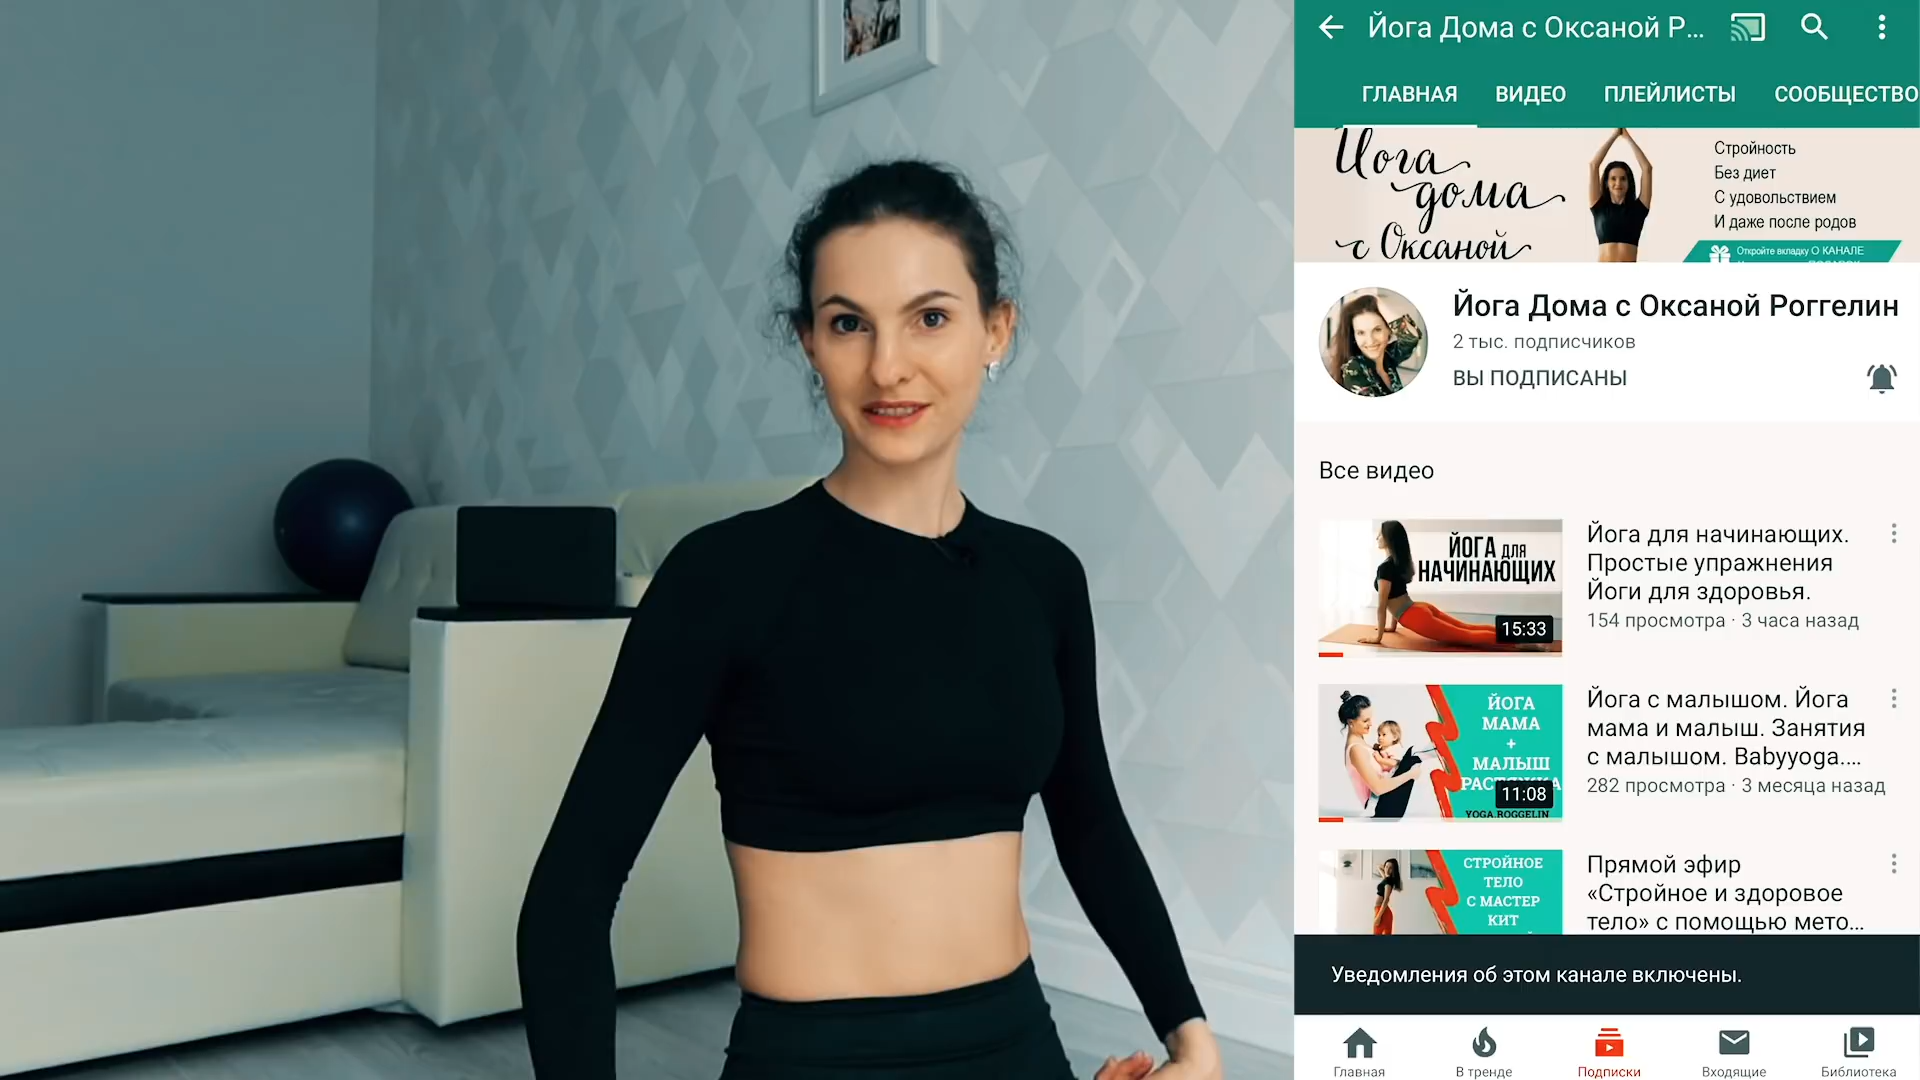 Йога Дома с Оксаной Р...
ГЛАВНАЯ ВИДЕО ПЛЕЙЛИСТЫ СООБЩЕСТВО
Йога
дома
с Оксаной
Стройность
Без диет
С удовольствием
И даже после родов
Откройте вкладку О КАНАЛЕ
Йога Дома с Оксаной Роггелин
2 тыс. подписчиков
ВЫ ПОДПИСАНЫ
Все видео
ЙОГА ДЛЯ
НАЧИНАЮЩИХ
15:33
Йога для начинающих.
Простые упражнения
Йоги для здоровья.
154 просмотра · 3 часа назад
ЙОГА
МАМА
+
МАЛЫШ
РАСТЯЖКА
11:08
YOGA.ROGGELIN
Йога с малышом. Йога
мама и малыш. Занятия
с малышом. Babyyoga....
282 просмотра · 3 месяца назад
СТРОЙНОЕ
ТЕЛО
С МАСТЕР
КИТ
Прямой эфир
«Стройное и здоровое
тело» с помощью мето...
Уведомления об этом канале включены.
Главная В тренде Подписки Входящие Библиотека